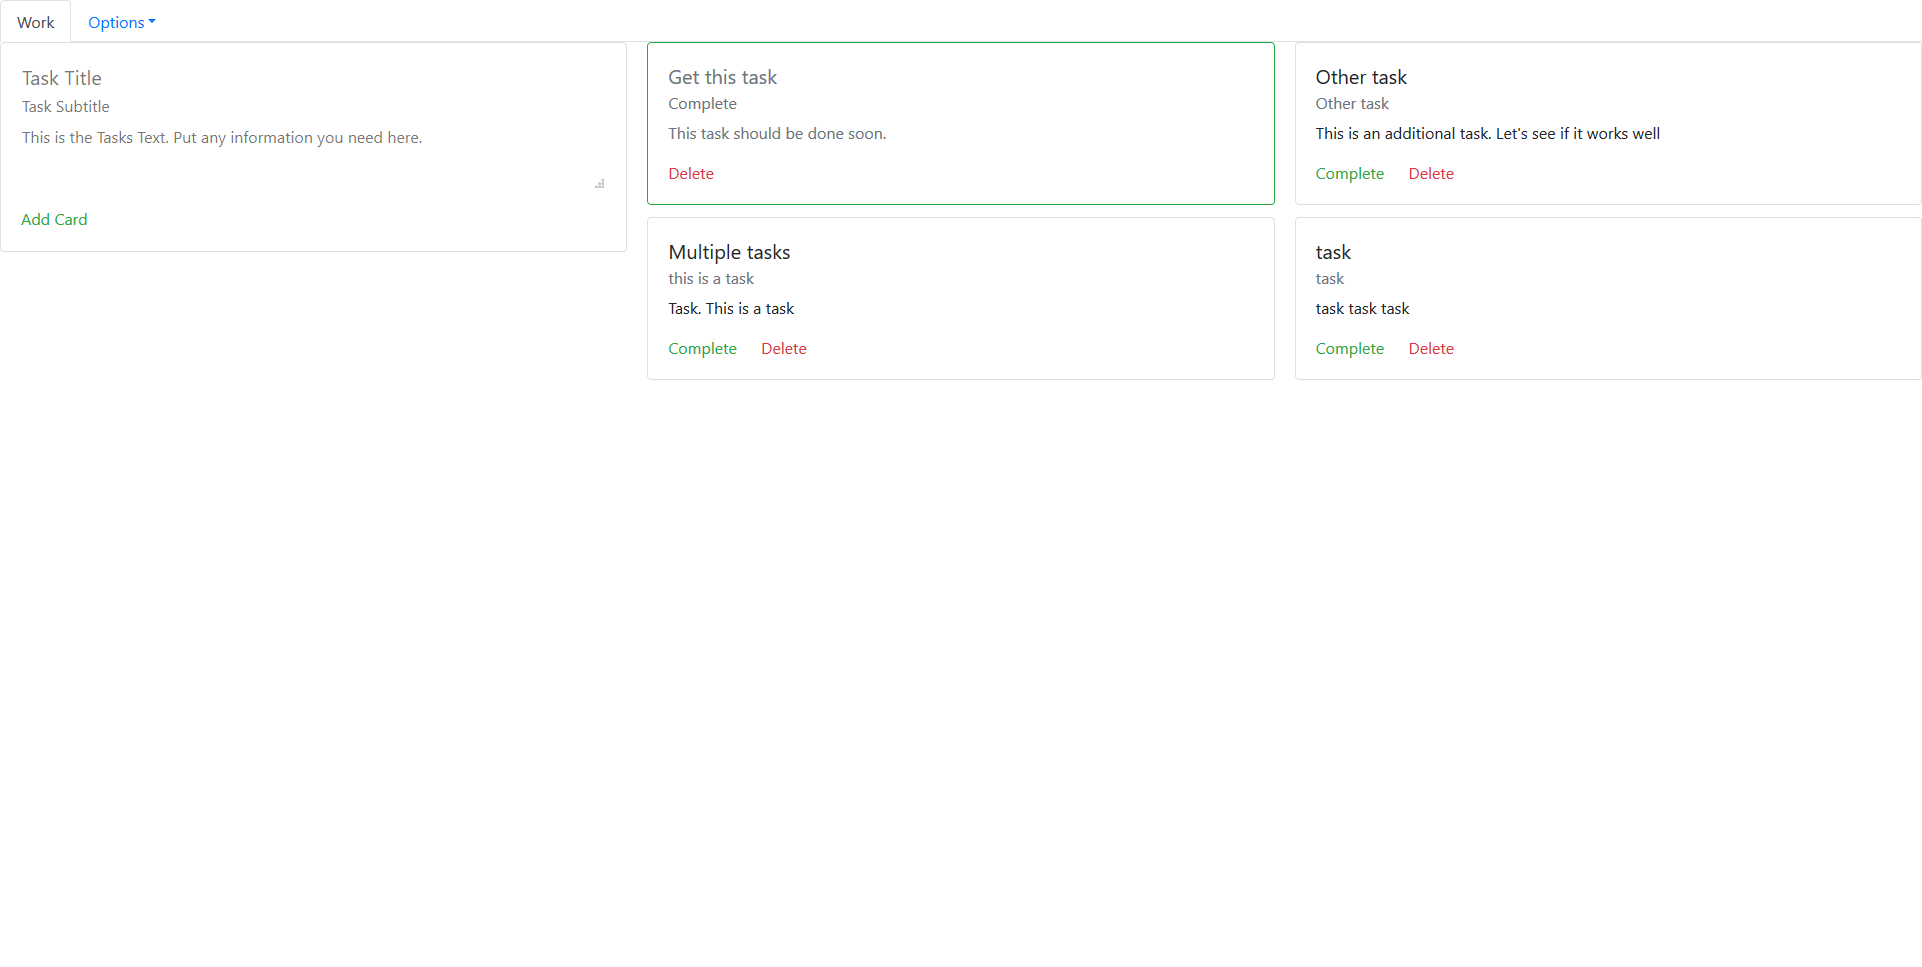 Work
Options
Task Title
Task Subtitle
This is the Tasks Text. Put any information you need here.
Add Card
Get this task
Complete
This task should be done soon.
Delete
Other task
Other task
This is an additional task. Let's see if it works well
Complete Delete
Multiple tasks
this is a task
Task. This is a task
Complete Delete
task
task
task task task
Complete Delete